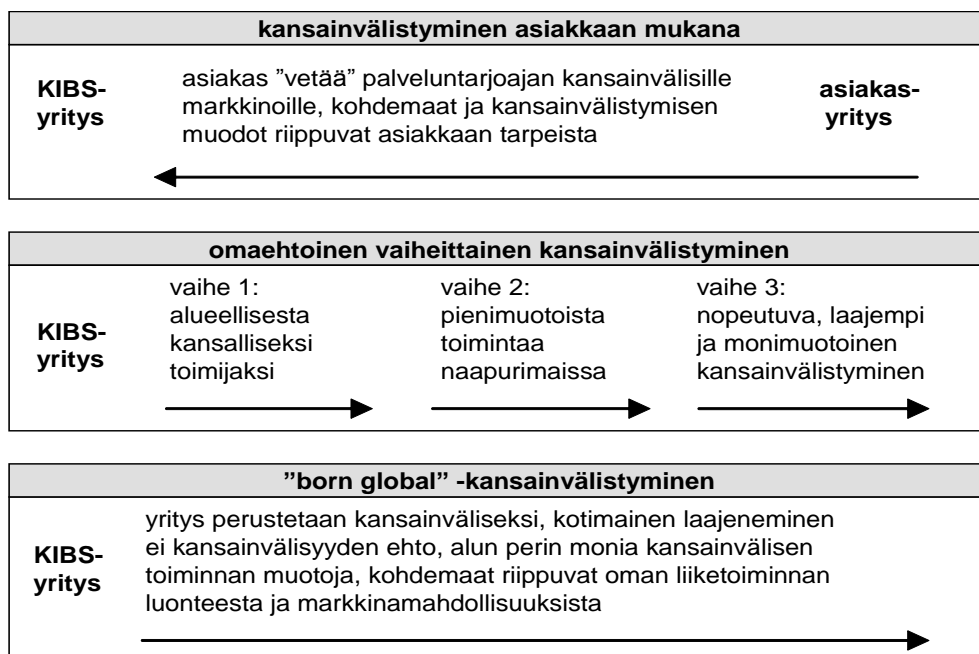 kansainvälistyminen asiakkaan mukana
KIBS-
yritys
asiakas "vetää" palveluntarjoajan kansainvälisille
markkinoille, kohdemaat ja kansainvälistymisen
muodot riippuvat asiakkaan tarpeista
asiakas-
yritys
omaehtoinen vaiheittainen kansainvälistyminen
KIBS-
yritys
vaihe 1:
alueellisesta
kansalliseksi
toimijaksi
vaihe 2:
pienimuotoista
toimintaa
naapurimaissa
vaihe 3:
nopeutuva, laajempi
ja monimuotoinen
kansainvälistyminen
”born global” -kansainvälistyminen
KIBS-
yritys
yritys perustetaan kansainväliseksi, kotimainen laajeneminen
ei kansainvälisyyden ehto, alun perin monia kansainvälisen
toiminnan muotoja, kohdemaat riippuvat oman liiketoiminnan
luonteesta ja markkinamahdollisuuksista